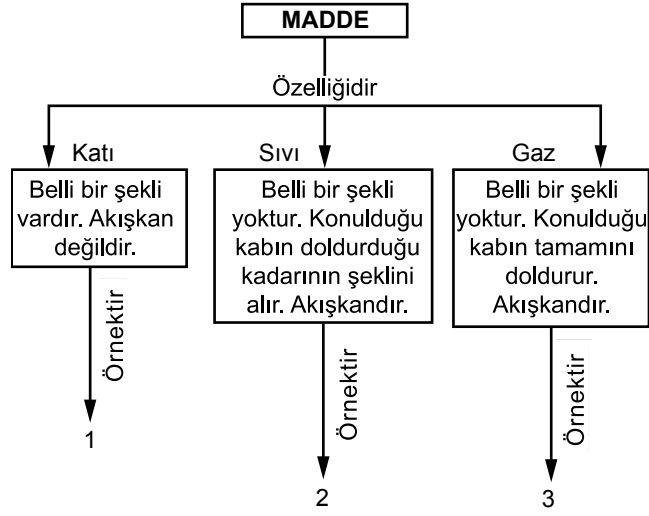 MADDE
Özelliğidir
Katı
Belli bir şekli
vardır. Akışkan
değildir.
Örnektir
1
Sıvı
Belli bir şekli
yoktur. Konulduğu
kabın doldurduğu
kadarının şeklini
alır. Akışkandır.
Örnektir
2
Gaz
Belli bir şekli
yoktur. Konulduğu
kabın tamamını
doldurur.
Akışkandır.
Örnektir
3